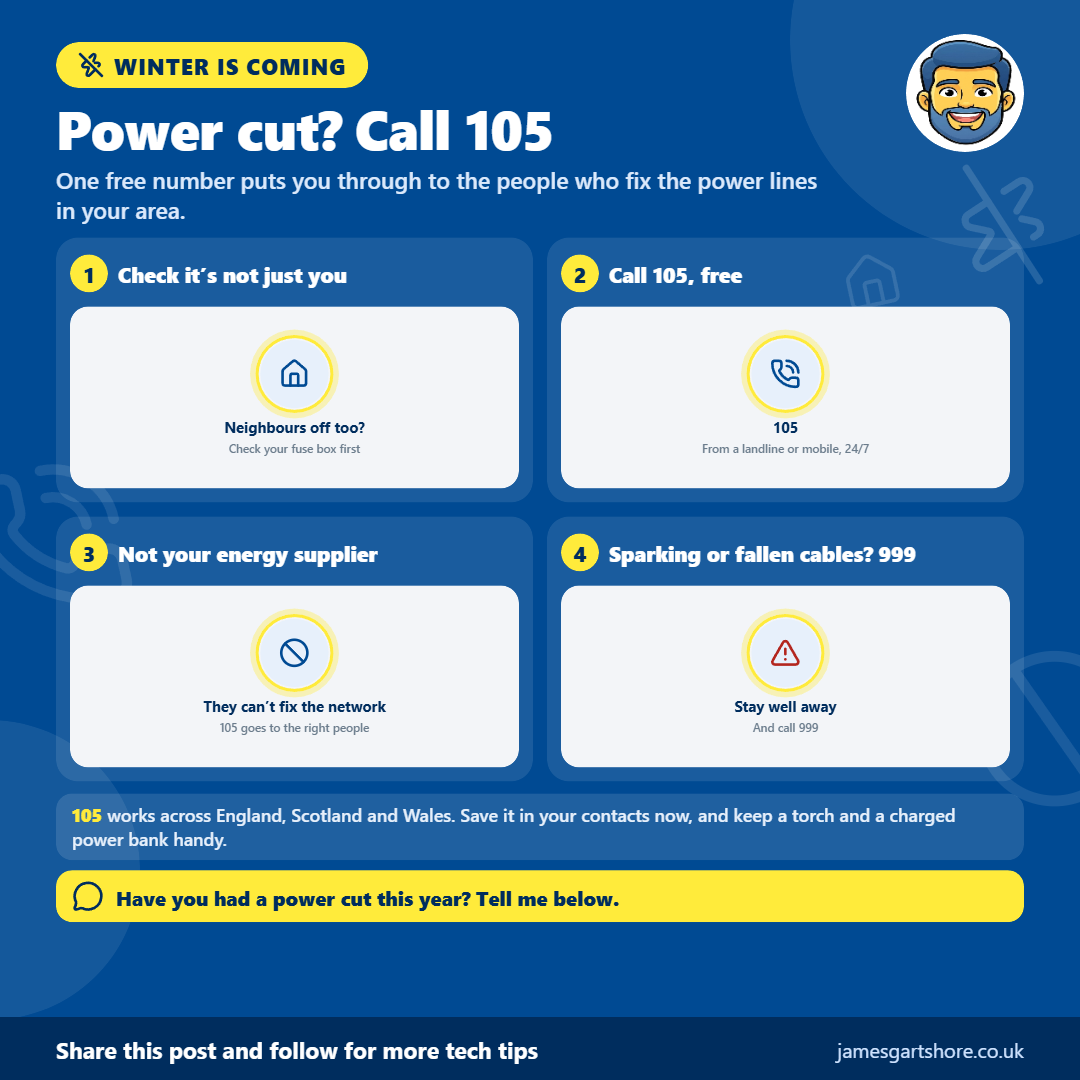 WINTER IS COMING
Power cut? Call 105
One free number puts you through to the people who fix the power lines
in your area.
1 Check it's not just you
Neighbours off too?
Check your fuse box first
2 Call 105, free
105
From a landline or mobile, 24/7
3 Not your energy supplier
They can't fix the network
105 goes to the right people
4 Sparking or fallen cables? 999
Stay well away
And call 999
105 works across England, Scotland and Wales. Save it in your contacts now, and keep a torch and a charged
power bank handy.
Have you had a power cut this year? Tell me below.
Share this post and follow for more tech tips
jamesgartshore.co.uk